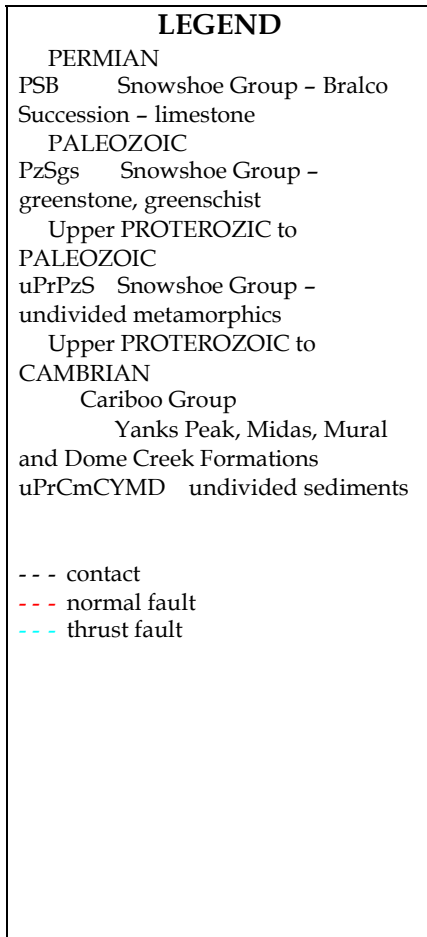 LEGEND
PERMIAN
PSB Snowshoe Group – Bralco
Succession – limestone
PALEOZOIC
PzSgs Snowshoe Group –
greenstone, greenschist
Upper PROTEROZIC to
PALEOZOIC
uPrPzS Snowshoe Group –
undivided metamorphics
Upper PROTEROZOIC to
CAMBRIAN
Cariboo Group
Yanks Peak, Midas, Mural
and Dome Creek Formations
uPrCmCYMD undivided sediments
- - - contact
- - - normal fault
- - - thrust fault